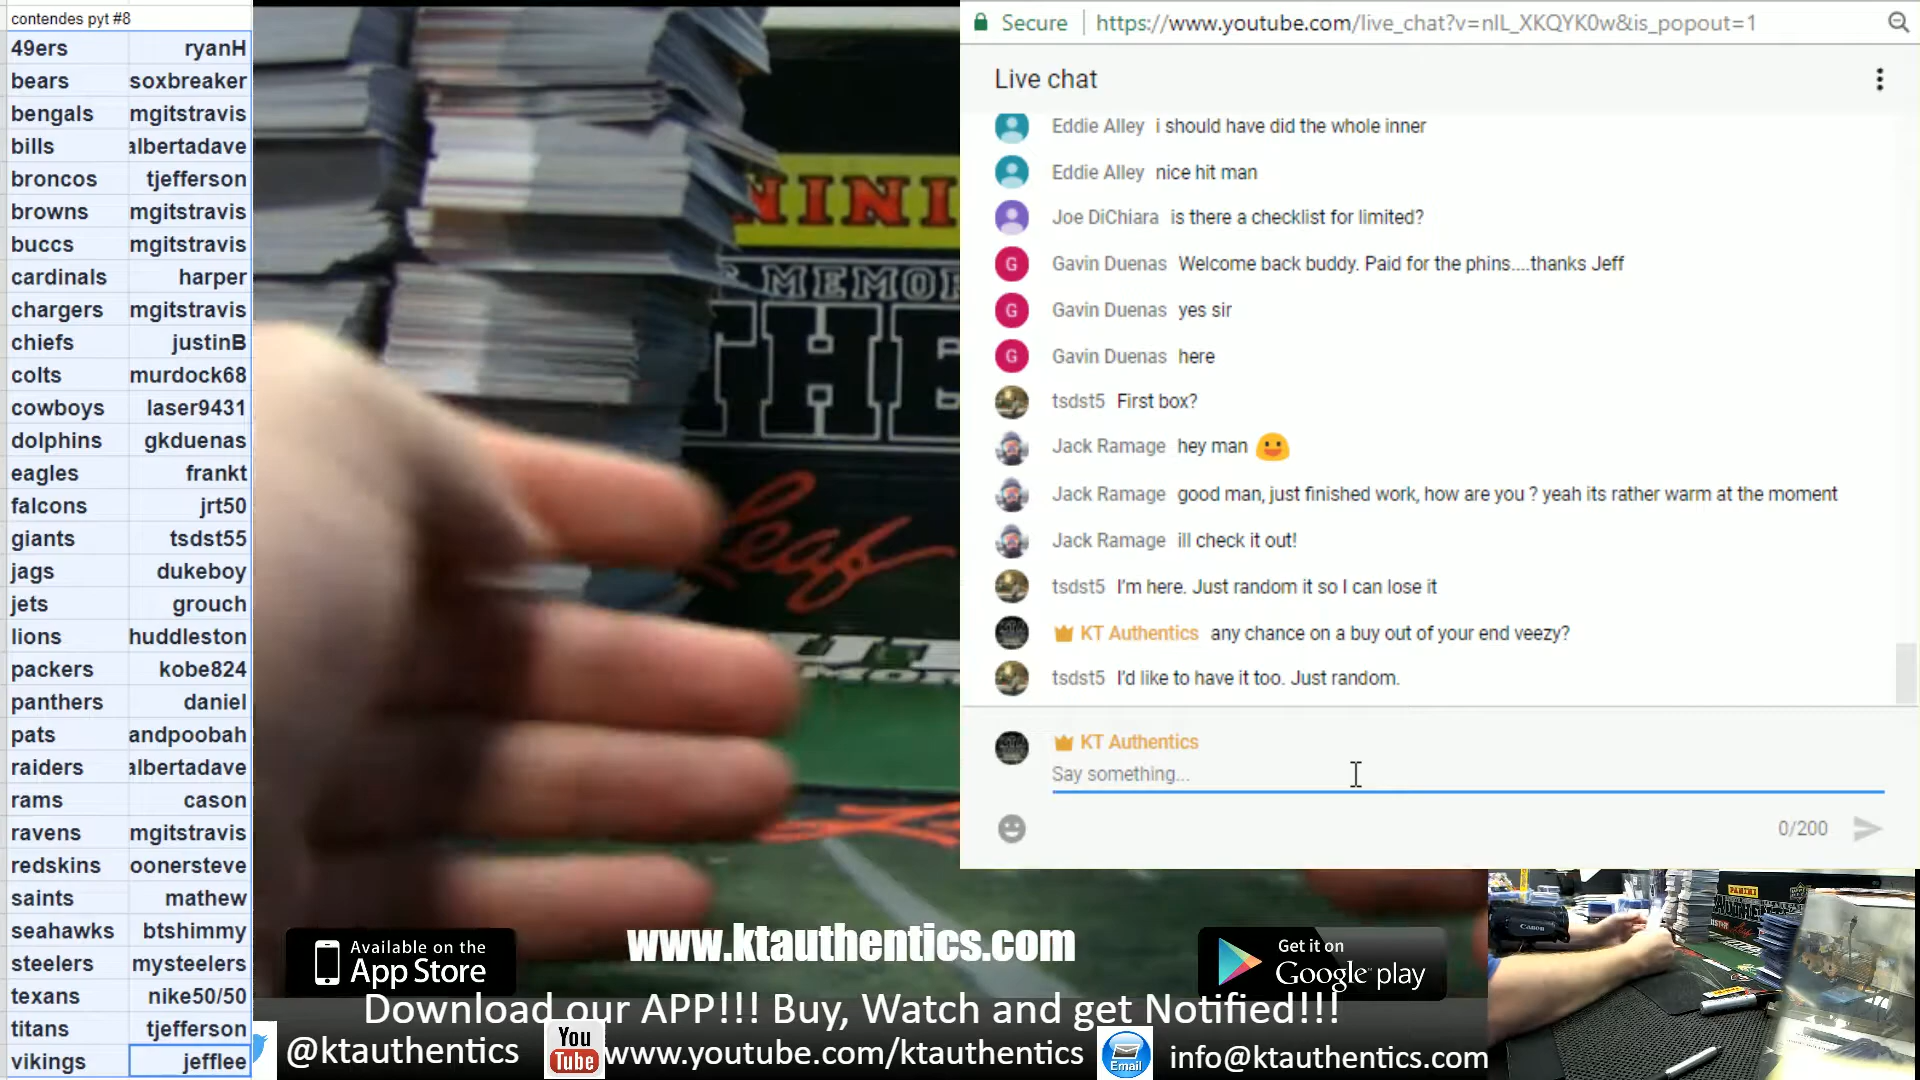 contendes pyt #8
49ers ryanH
bears soxbreaker
bengals mgitstravis
bills albertadave
broncos tjefferson
browns mgitstravis
buccs mgitstravis
cardinals harper
chargers mgitstravis
chiefs justinB
colts murdock68
cowboys laser9431
dolphins gkduenas
eagles frankt
falcons jrt50
giants tsdst55
jags dukeboy
jets grouch
lions huddleston
packers kobe824
panthers daniel
pats andpoobah
raiders albertadave
rams cason
ravens mgitstravis
redskins oonersteve
saints mathew
seahawks btshimmy
steelers mysteelers
texans nike50/50
titans tjefferson
vikings jefflee
NINI
MEMOR
THE
Leaf
Secure https://www.youtube.com/live_chat?v=nIL_XKQYK0w&is_popout=1
Live chat
Eddie Alley i should have did the whole inner
Eddie Alley nice hit man
Joe DiChiara is there a checklist for limited?
G Gavin Duenas Welcome back buddy. Paid for the phins....thanks Jeff
G Gavin Duenas yes sir
G Gavin Duenas here
tsdst5 First box?
Jack Ramage hey man
Jack Ramage good man, just finished work, how are you ? yeah its rather warm at the moment
Jack Ramage ill check it out!
tsdst5 I'm here. Just random it so I can lose it
KT Authentics any chance on a buy out of your end veezy?
tsdst5 I'd like to have it too. Just random.
KT Authentics
Say something...
0/200
Available on the
App Store
www.ktauthentics.com
Get it on
Google play
Download our APP!!! Buy, Watch and get Notified!!!
@ktauthentics
You
Tube
www.youtube.com/ktauthentics
Email
info@ktauthentics.com
PANINI
Canon